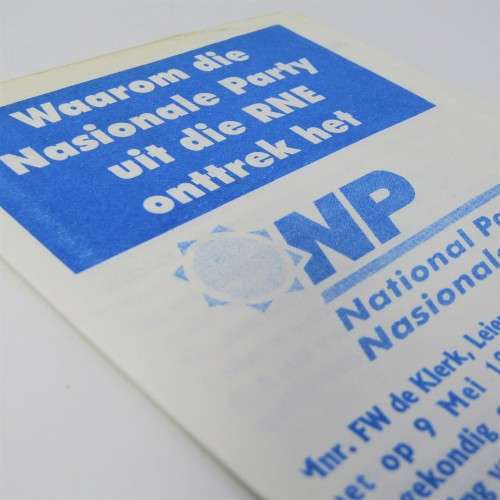 Waarom die
Nasionale Party
uit die RNE
onttrek het
NP
National
Nasionale
Mnr. FW de Klerk,
het op 9 Mei